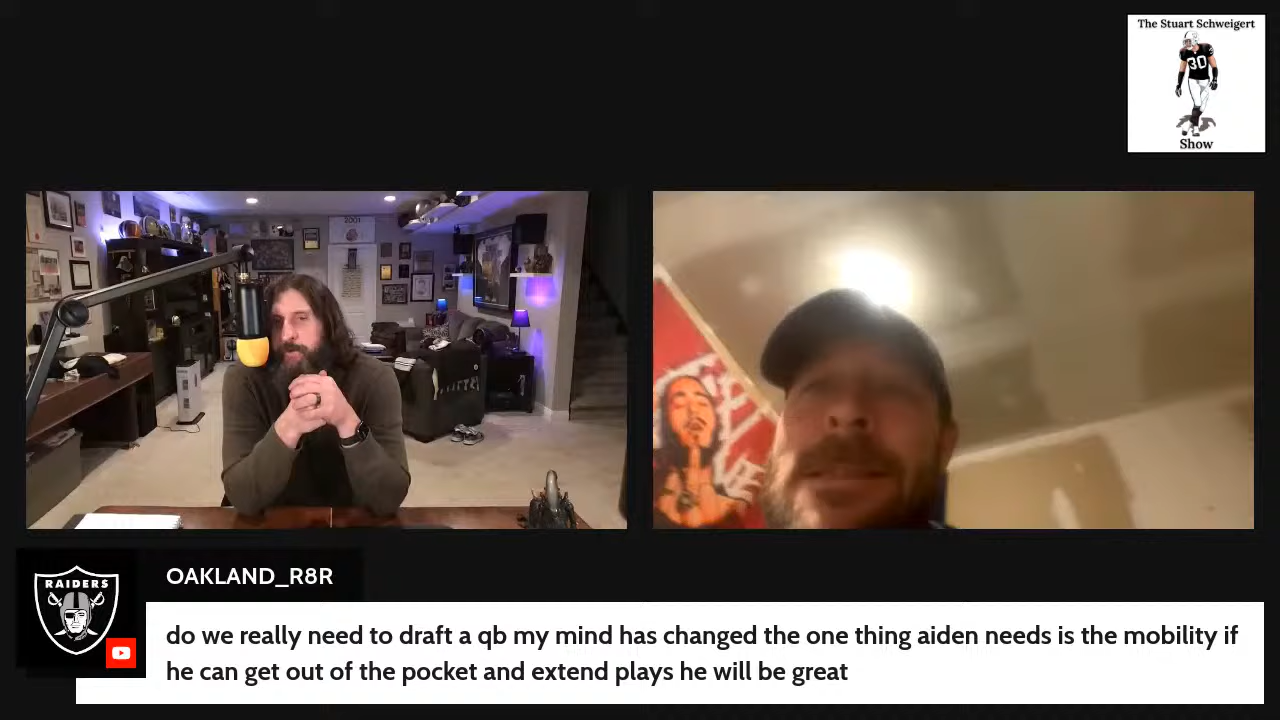 The Stuart Schweigert
30
Show
2001
RAIDERS
OAKLAND_R8R
do we really need to draft a qb my mind has changed the one thing aiden needs is the mobility if
he can get out of the pocket and extend plays he will be great